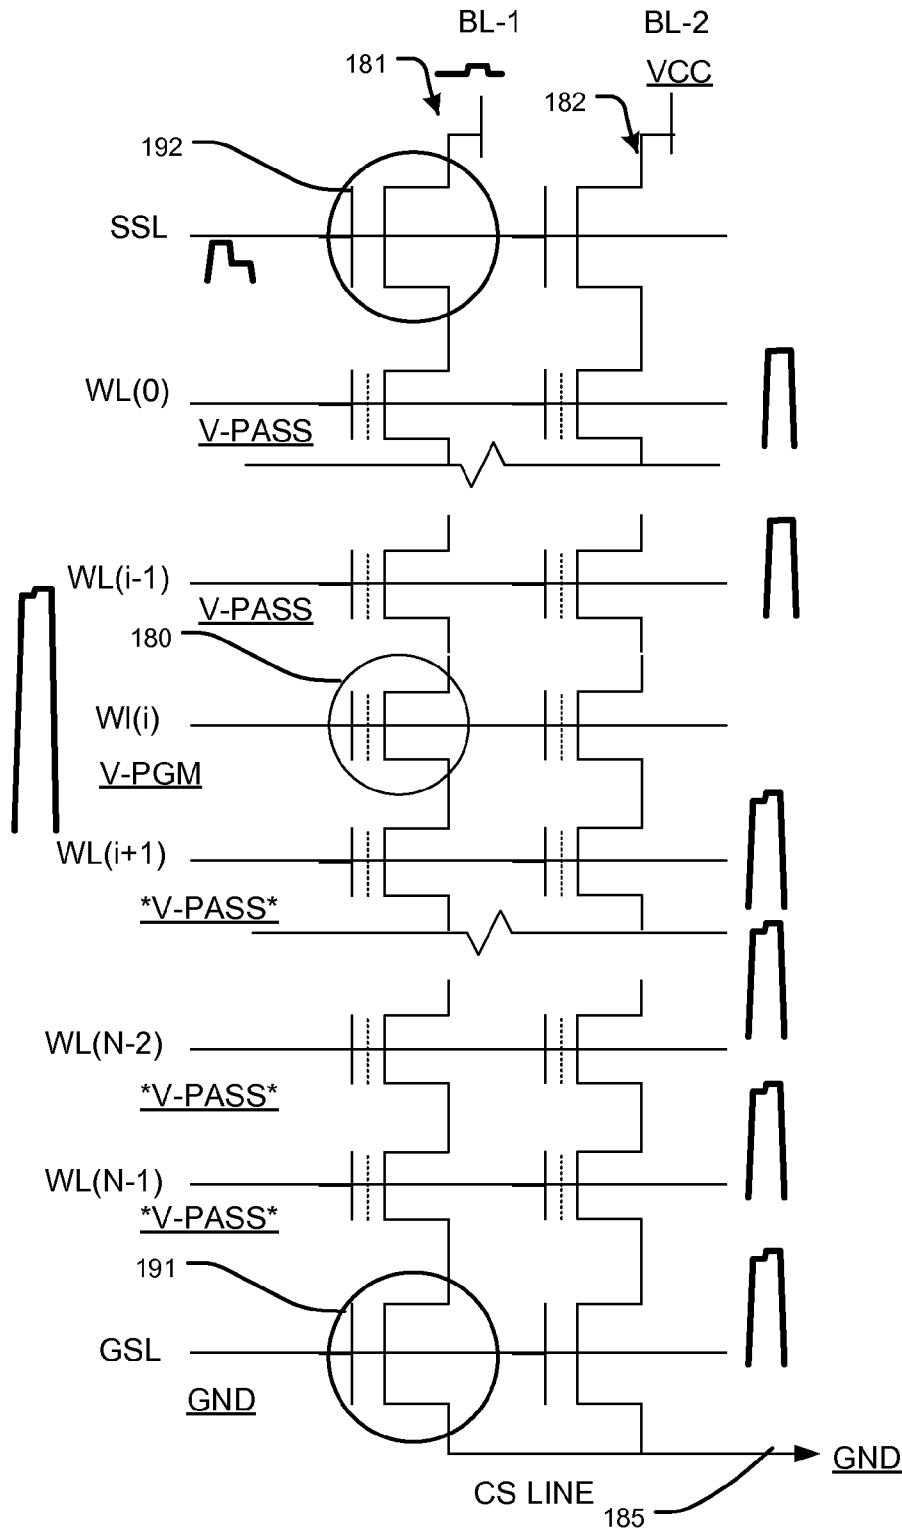 BL-1
BL-2
181
VCC
182
192
SSL
WL(0)
V-PASS
WL(i-1)
V-PASS
180
Wl(i)
V-PGM
WL(i+1)
*V-PASS*
WL(N-2)
*V-PASS*
WL(N-1)
*V-PASS*
191
GSL
GND
GND
CS LINE
185